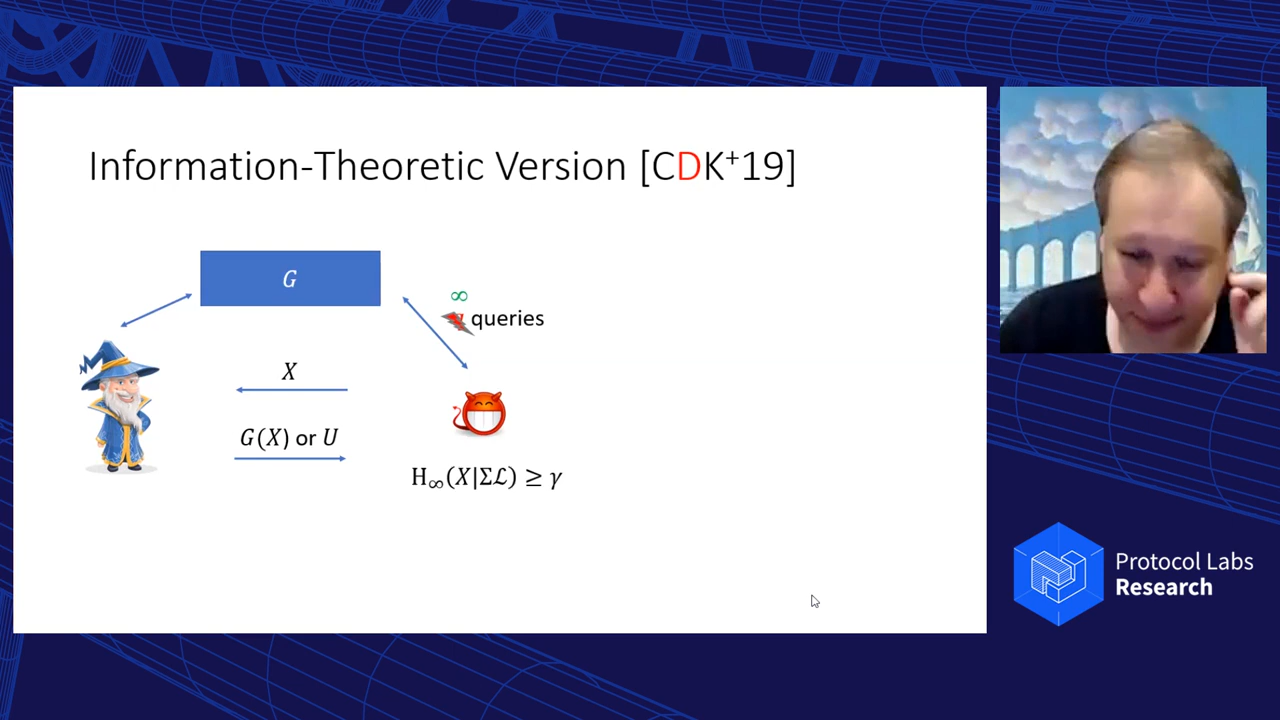 Information-Theoretic Version [CDK⁺19]
G
∞
queries
X
G(X) or U
H∞(X|Σℒ) ≥ γ
Protocol Labs
Research